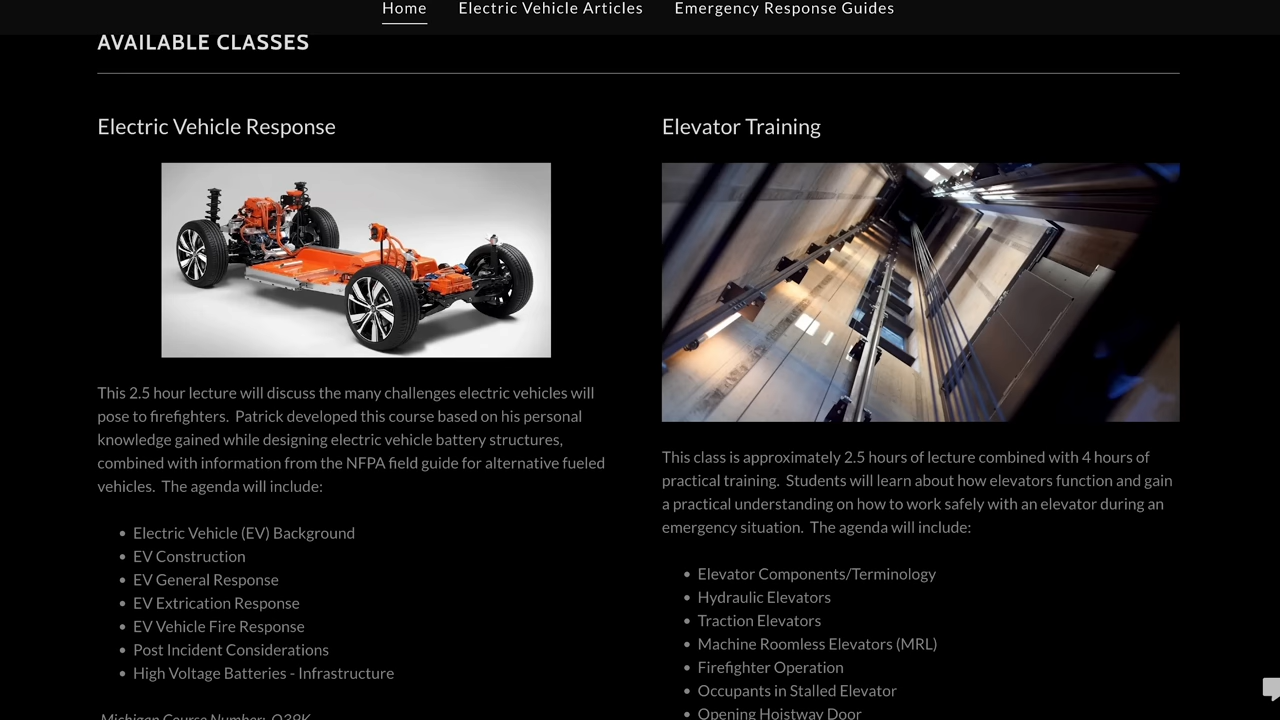 Home Electric Vehicle Articles Emergency Response Guides
AVAILABLE CLASSES
Electric Vehicle Response
This 2.5 hour lecture will discuss the many challenges electric vehicles will
pose to firefighters.  Patrick developed this course based on his personal
knowledge gained while designing electric vehicle battery structures,
combined with information from the NFPA field guide for alternative fueled
vehicles.  The agenda will include:
• Electric Vehicle (EV) Background
• EV Construction
• EV General Response
• EV Extrication Response
• EV Vehicle Fire Response
• Post Incident Considerations
• High Voltage Batteries - Infrastructure
Michigan Course Number:
Elevator Training
This class is approximately 2.5 hours of lecture combined with 4 hours of
practical training.  Students will learn about how elevators function and gain
a practical understanding on how to work safely with an elevator during an
emergency situation.  The agenda will include:
• Elevator Components/Terminology
• Hydraulic Elevators
• Traction Elevators
• Machine Roomless Elevators (MRL)
• Firefighter Operation
• Occupants in Stalled Elevator
• Opening Hoistway Door